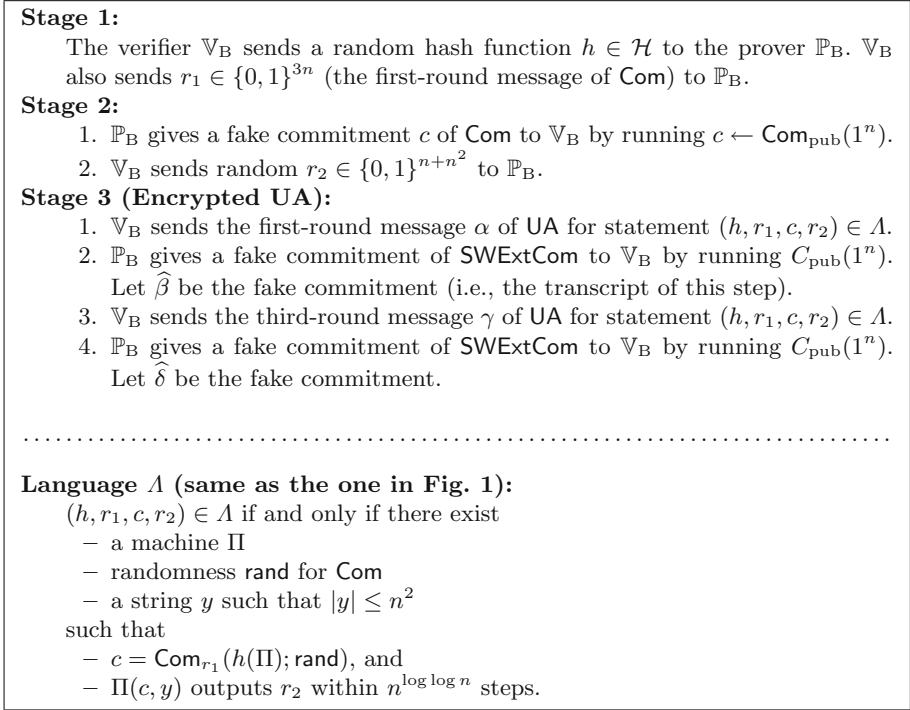 Stage 1:
The verifier 𝕍_B sends a random hash function h ∈ ℋ to the prover ℙ_B. 𝕍_B
also sends r_1 ∈ {0, 1}^{3n} (the first-round message of Com) to ℙ_B.
Stage 2:
1. ℙ_B gives a fake commitment c of Com to 𝕍_B by running c ← Com_pub(1^n).
2. 𝕍_B sends random r_2 ∈ {0, 1}^{n+n^2} to ℙ_B.
Stage 3 (Encrypted UA):
1. 𝕍_B sends the first-round message α of UA for statement (h, r_1, c, r_2) ∈ Λ.
2. ℙ_B gives a fake commitment of SWExtCom to 𝕍_B by running C_pub(1^n).
Let β̂ be the fake commitment (i.e., the transcript of this step).
3. 𝕍_B sends the third-round message γ of UA for statement (h, r_1, c, r_2) ∈ Λ.
4. ℙ_B gives a fake commitment of SWExtCom to 𝕍_B by running C_pub(1^n).
Let δ̂ be the fake commitment.
Language Λ (same as the one in Fig. 1):
(h, r_1, c, r_2) ∈ Λ if and only if there exist
– a machine Π
– randomness rand for Com
– a string y such that |y| ≤ n^2
such that
– c = Com_{r_1}(h(Π); rand), and
– Π(c, y) outputs r_2 within n^{log log n} steps.